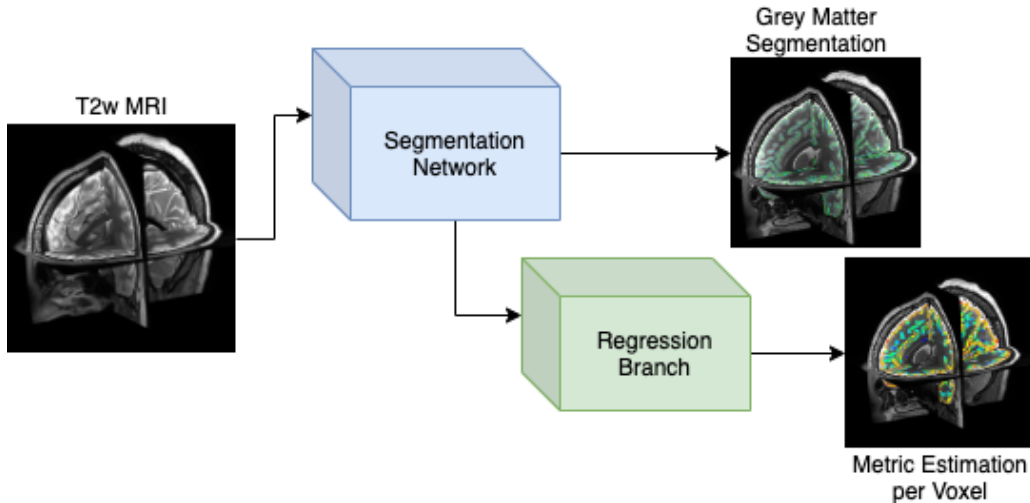 Grey Matter
Segmentation
T2w MRI
Segmentation
Network
Regression
Branch
Metric Estimation
per Voxel